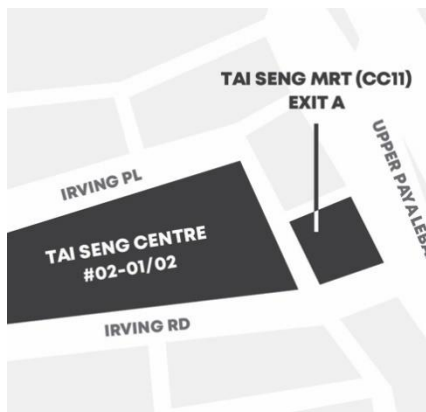 TAI SENG MRT (CC11)
EXIT A
UPPER PAYA LEBA
IRVING PL
TAI SENG CENTRE
#02-01/02
IRVING RD